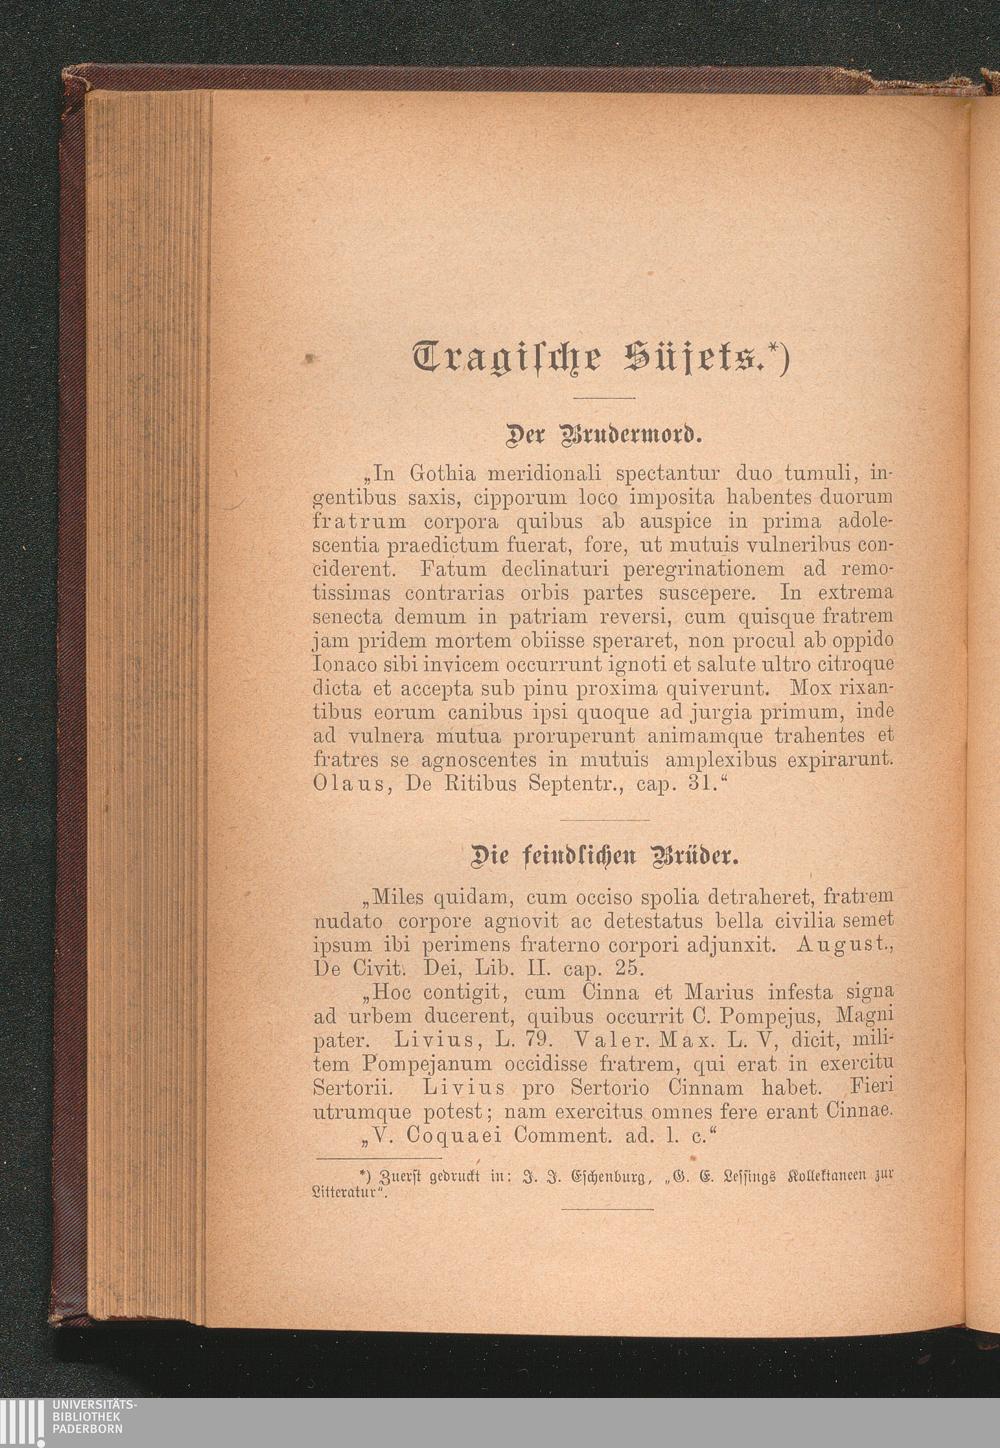 Tragische Süjets.*)
Der Brudermord.
„In Gothia meridionali spectantur duo tumuli, in-
gentibus saxis, cipporum loco imposita habentes duorum
fratrum corpora quibus ab auspice in prima adole-
scentia praedictum fuerat, fore, ut mutuis vulneribus con-
ciderent. Fatum declinaturi peregrinationem ad remo-
tissimas contrarias orbis partes suscepere. In extrema
senecta demum in patriam reversi, cum quisque fratrem
jam pridem mortem obiisse speraret, non procul ab oppido
Ionaco sibi invicem occurrunt ignoti et salute ultro citroque
dicta et accepta sub pinu proxima quiverunt. Mox rixan-
tibus eorum canibus ipsi quoque ad jurgia primum, inde
ad vulnera mutua proruperunt animamque trahentes et
fratres se agnoscentes in mutuis amplexibus expirarunt.
Olaus, De Ritibus Septentr., cap. 31.“
Die feindlichen Brüder.
„Miles quidam, cum occiso spolia detraheret, fratrem
nudato corpore agnovit ac detestatus bella civilia semet
ipsum ibi perimens fraterno corpori adjunxit. August.,
De Civit. Dei, Lib. II. cap. 25.
„Hoc contigit, cum Cinna et Marius infesta signa
ad urbem ducerent, quibus occurrit C. Pompejus, Magni
pater. Livius, L. 79. Valer. Max. L. V, dicit, mili-
tem Pompejanum occidisse fratrem, qui erat in exercitu
Sertorii. Livius pro Sertorio Cinnam habet. Fieri
utrumque potest; nam exercitus omnes fere erant Cinnae.
„V. Coquaei Comment. ad. l. c.“
*) Zuerst gedruckt in: J. J. Eschenburg, „G. E. Lessings Kollektaneen zur
Litteratur“.
UNIVERSITÄTS-
BIBLIOTHEK
PADERBORN